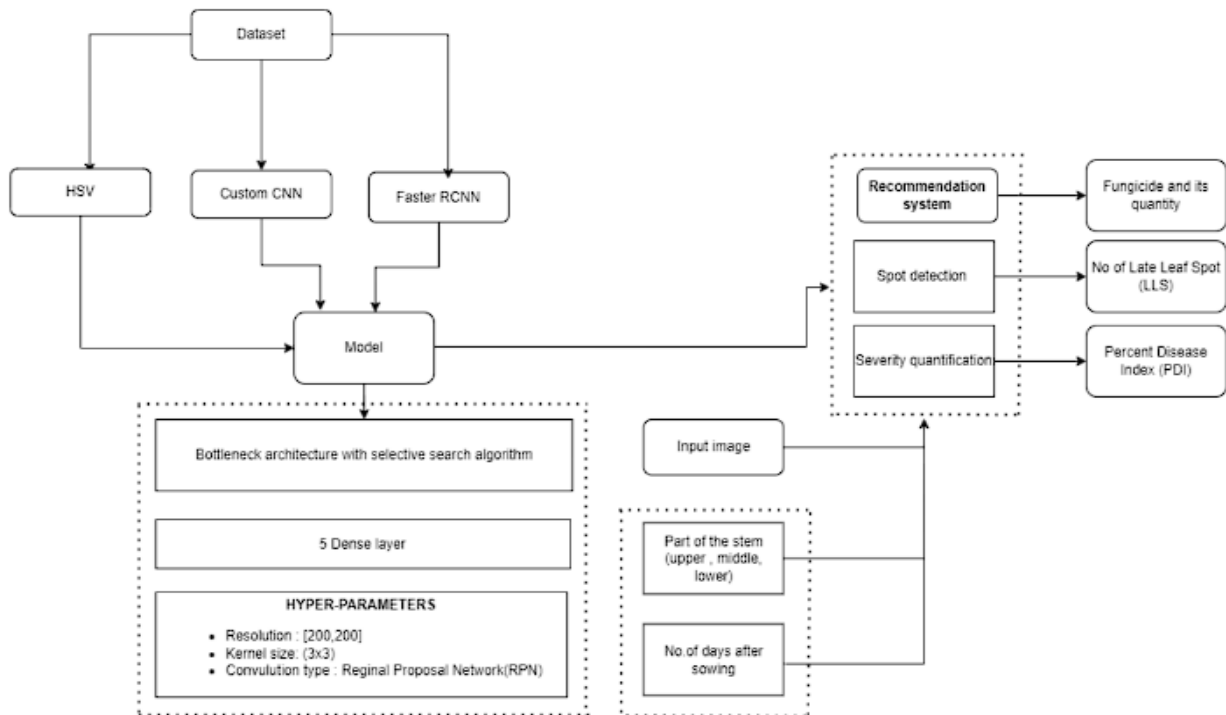 Dataset
HSV
Custom CNN
Faster RCNN
Model
Bottleneck architecture with selective search algorithm
5 Dense layer
HYPER-PARAMETERS
• Resolution : [200,200]
• Kernel size: (3x3)
• Convulution type : Reginal Proposal Network(RPN)
Recommendation
system
Fungicide and its
quantity
Spot detection
No of Late Leaf Spot
(LLS)
Severity quantification
Percent Disease
Index (PDI)
Input image
Part of the stem
(upper , middle,
lower)
No.of days after
sowing